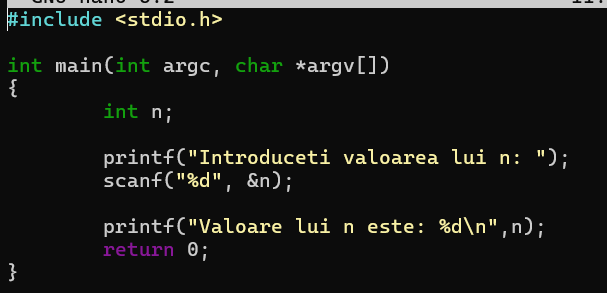 #include <stdio.h>
int main(int argc, char *argv[])
{
int n;
printf("Introduceti valoarea lui n: ");
scanf("%d", &n);
printf("Valoare lui n este: %d\n",n);
return 0;
}